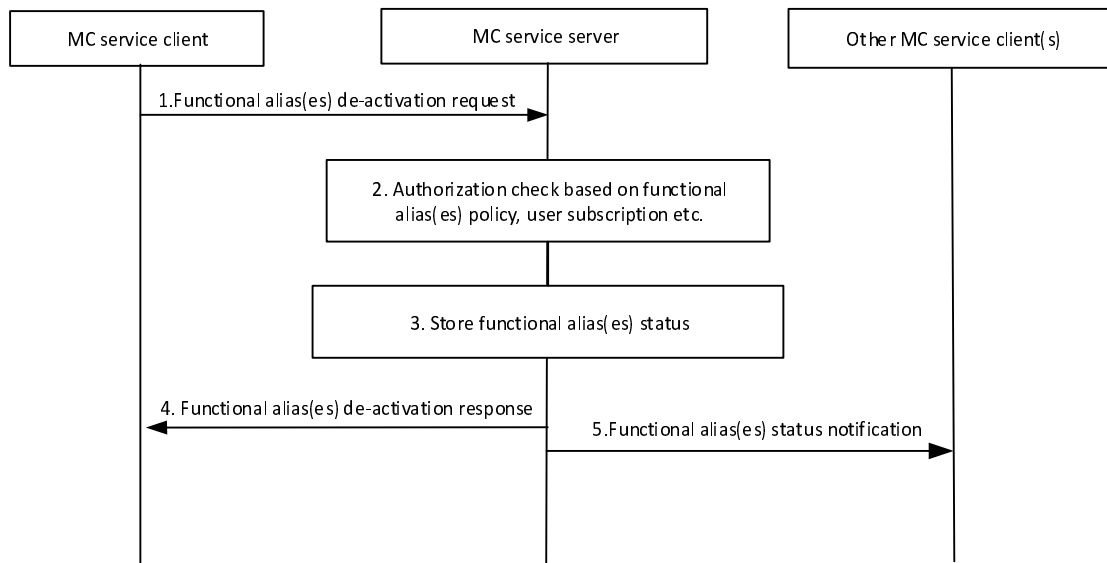 MC service client
MC service server
Other MC service client(s)
1.Functional alias(es) de-activation request
2. Authorization check based on functional
alias(es) policy, user subscription etc.
3. Store functional alias(es) status
4. Functional alias(es) de-activation response
5.Functional alias(es) status notification